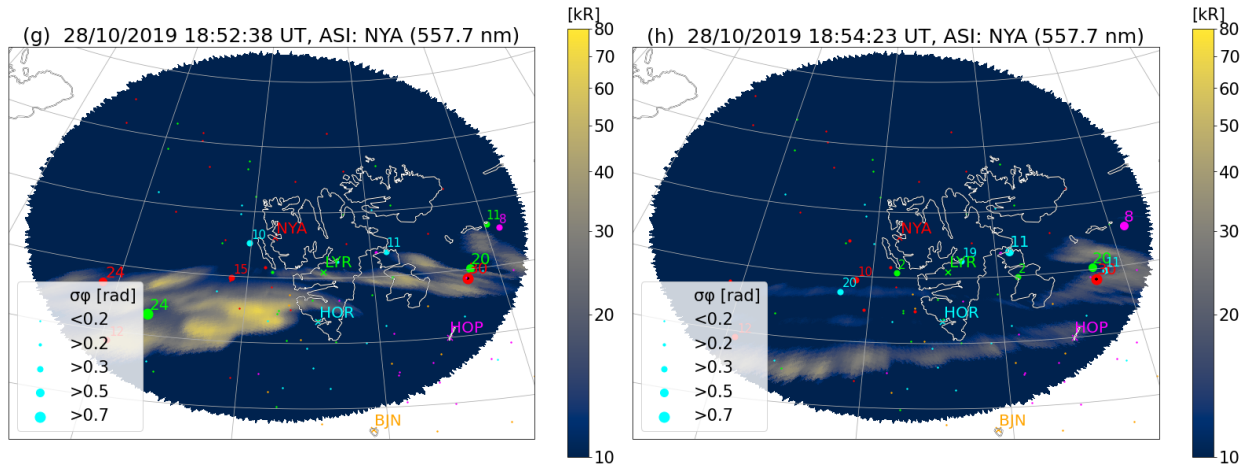 (g) 28/10/2019 18:52:38 UT, ASI: NYA (557.7 nm)
[kR]
80
70
60
50
40
30
20
10
11
8
NYA
10
11
LYR
20
24
15
24
HOR
HOP
BJN
σφ [rad]
<0.2
>0.2
>0.3
>0.5
>0.7
(h) 28/10/2019 18:54:23 UT, ASI: NYA (557.7 nm)
[kR]
80
70
60
50
40
30
20
10
8
NYA
11
19
LYR
2
20
11
10
2
20
HOR
HOP
BJN
σφ [rad]
<0.2
>0.2
>0.3
>0.5
>0.7